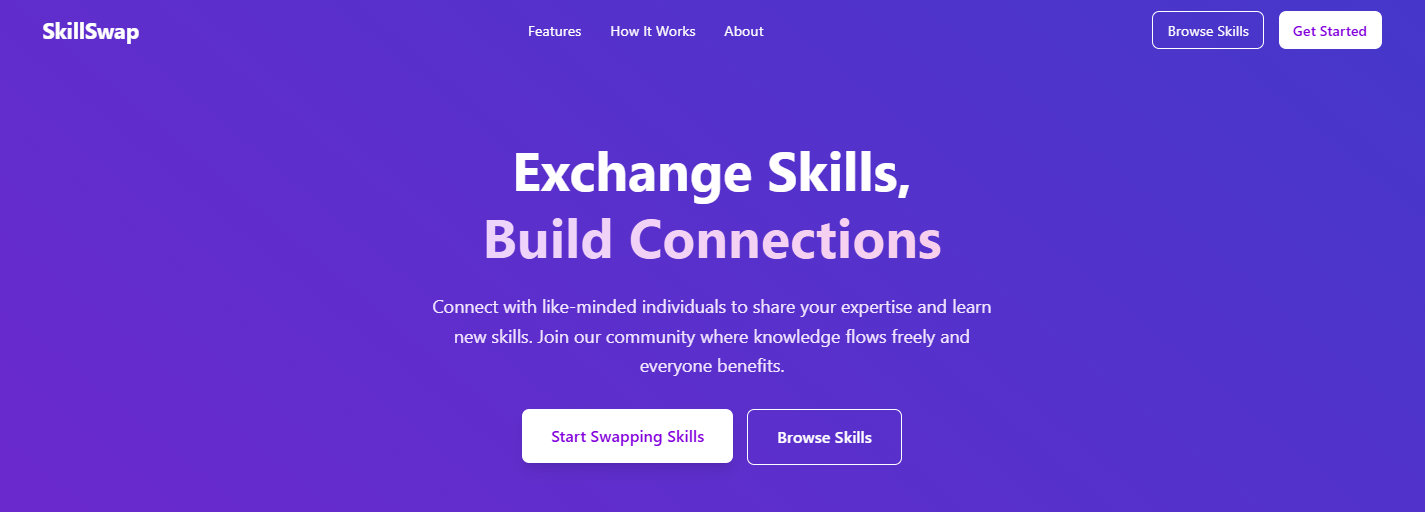 SkillSwap
Features
How It Works
About
Browse Skills
Get Started
Exchange Skills,
Build Connections
Connect with like-minded individuals to share your expertise and learn
new skills. Join our community where knowledge flows freely and
everyone benefits.
Start Swapping Skills
Browse Skills